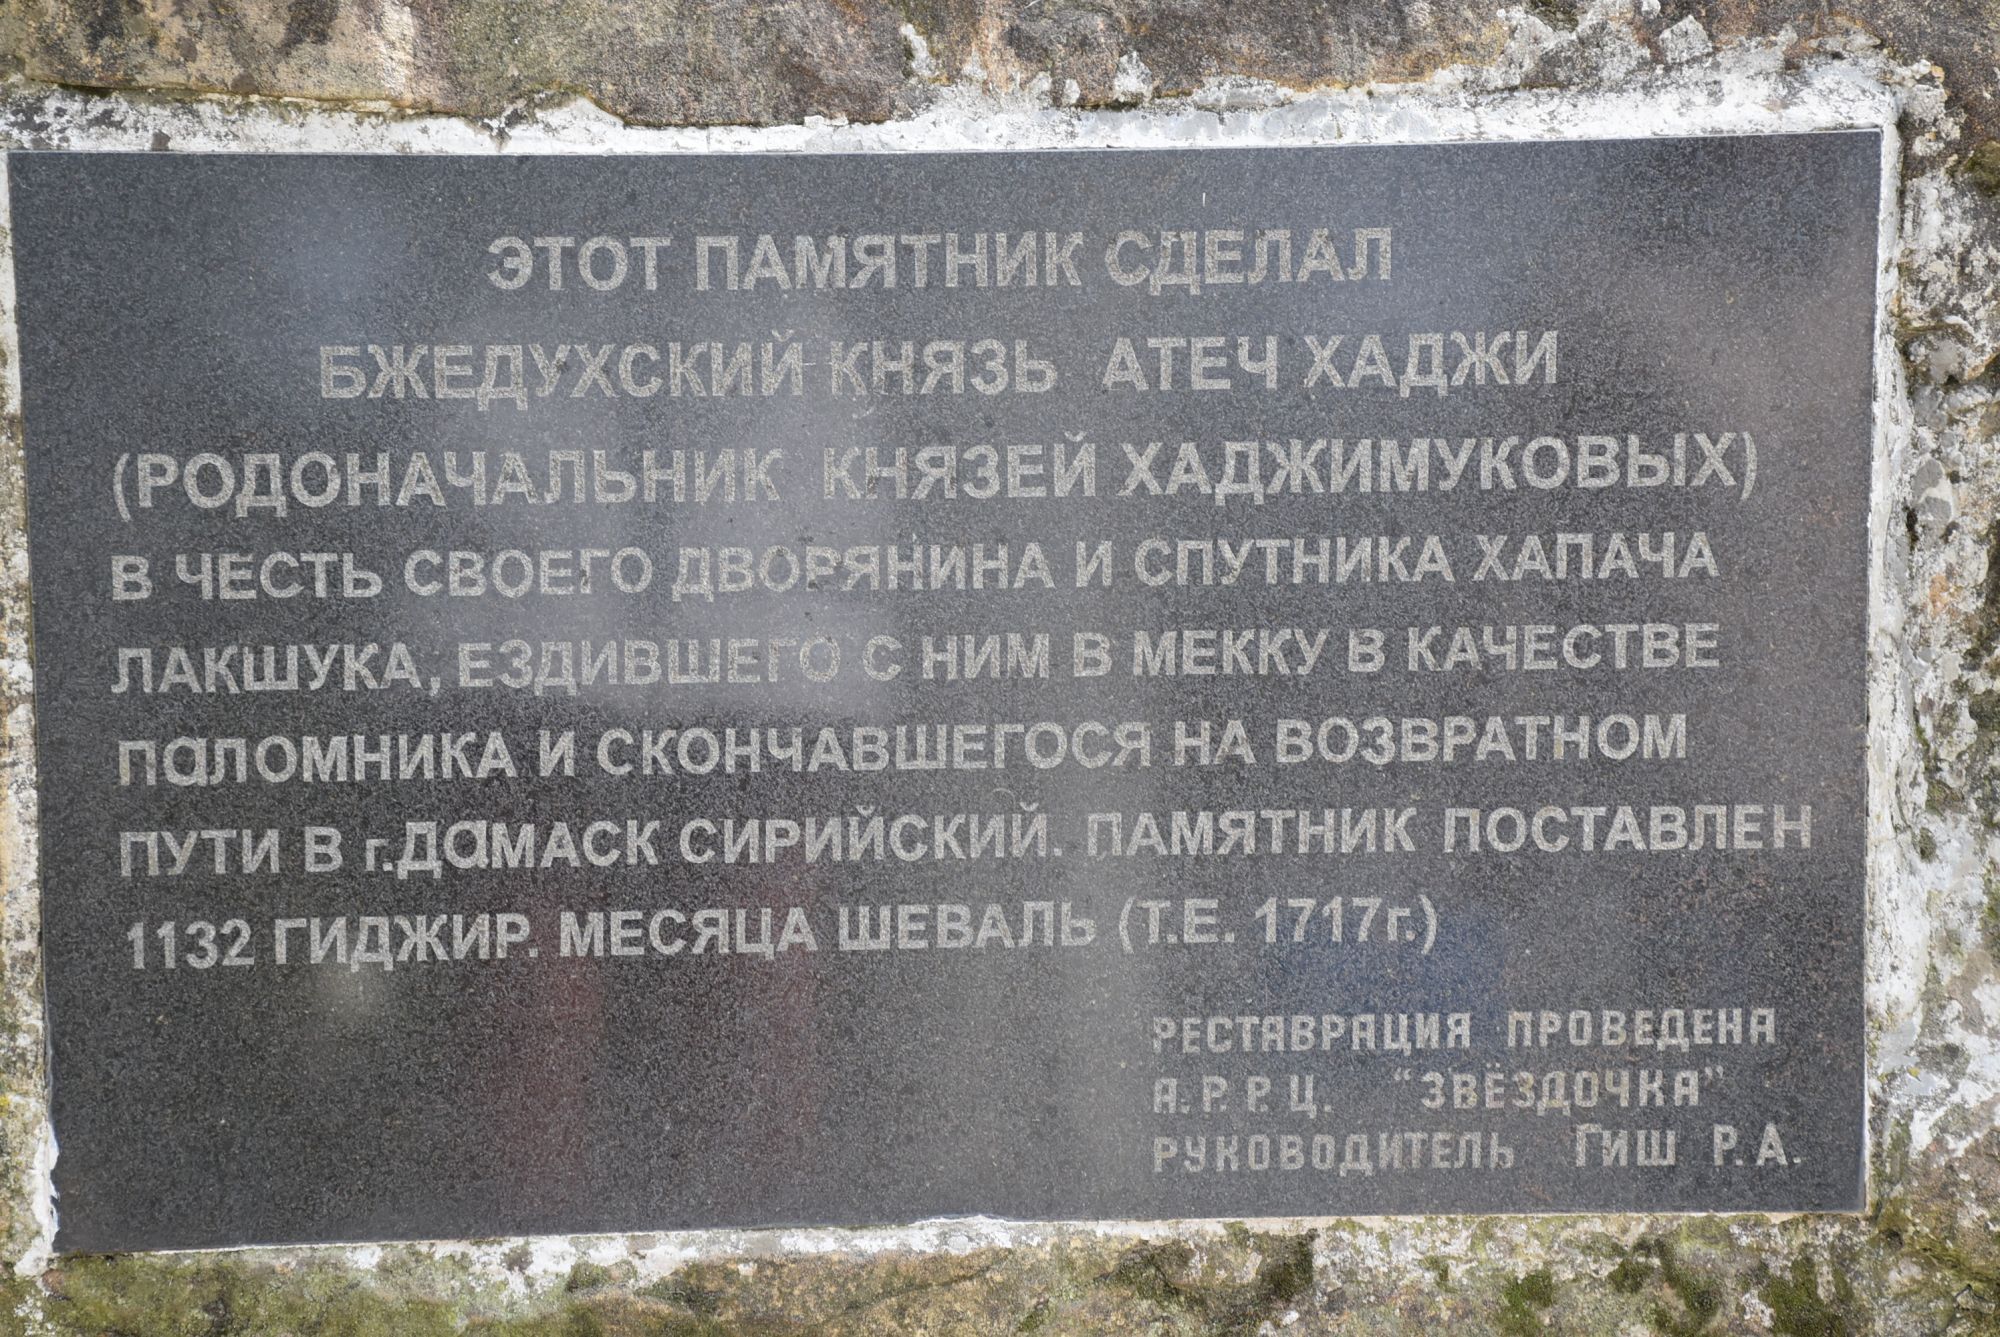 ЭТОТ ПАМЯТНИК СДЕЛАЛ
БЖЕДУХСКИЙ КНЯЗЬ АТЕЧ ХАДЖИ
(РОДОНАЧАЛЬНИК КНЯЗЕЙ ХАДЖИМУКОВЫХ)
В ЧЕСТЬ СВОЕГО ДВОРЯНИНА И СПУТНИКА ХАПАЧА
ЛАКШУКА, ЕЗДИВШЕГО С НИМ В МЕККУ В КАЧЕСТВЕ
ПАЛОМНИКА И СКОНЧАВШЕГОСЯ НА ВОЗВРАТНОМ
ПУТИ В г.ДАМАСК СИРИЙСКИЙ. ПАМЯТНИК ПОСТАВЛЕН
1132 ГИДЖИР. МЕСЯЦА ШЕВАЛЬ (Т.Е. 1717г.)
РЕСТАВРАЦИЯ ПРОВЕДЕНА
А.Р.Р.Ц. "ЗВЁЗДОЧКА"
РУКОВОДИТЕЛЬ ГИШ Р.А.